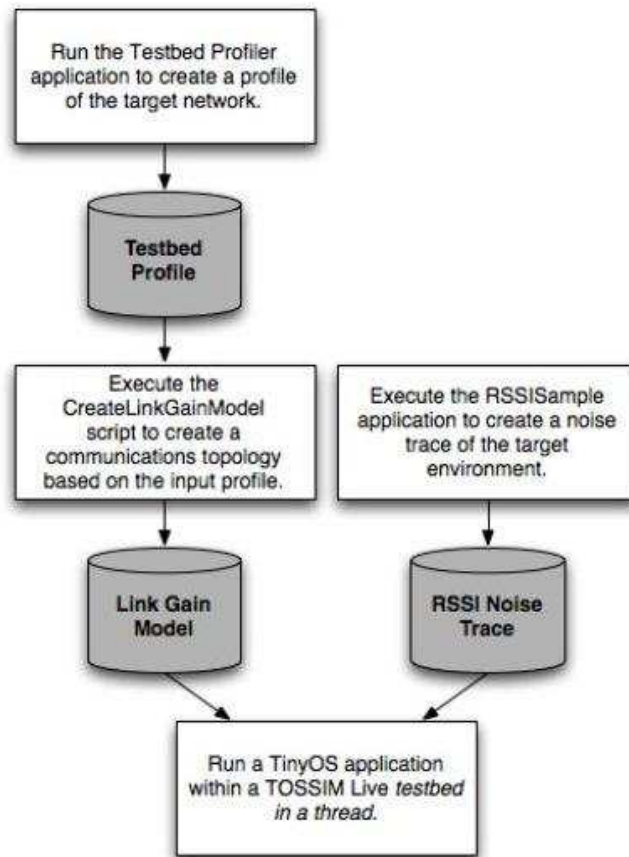 Run the Testbed Profiler
application to create a profile
of the target network.
Testbed
Profile
Execute the
CreateLinkGainModel
script to create a
communications topology
based on the input profile.
Execute the RSSISample
application to create a noise
trace of the target
environment.
Link Gain
Model
RSSI Noise
Trace
Run a TinyOS application
within a TOSSIM Live testbed
in a thread.